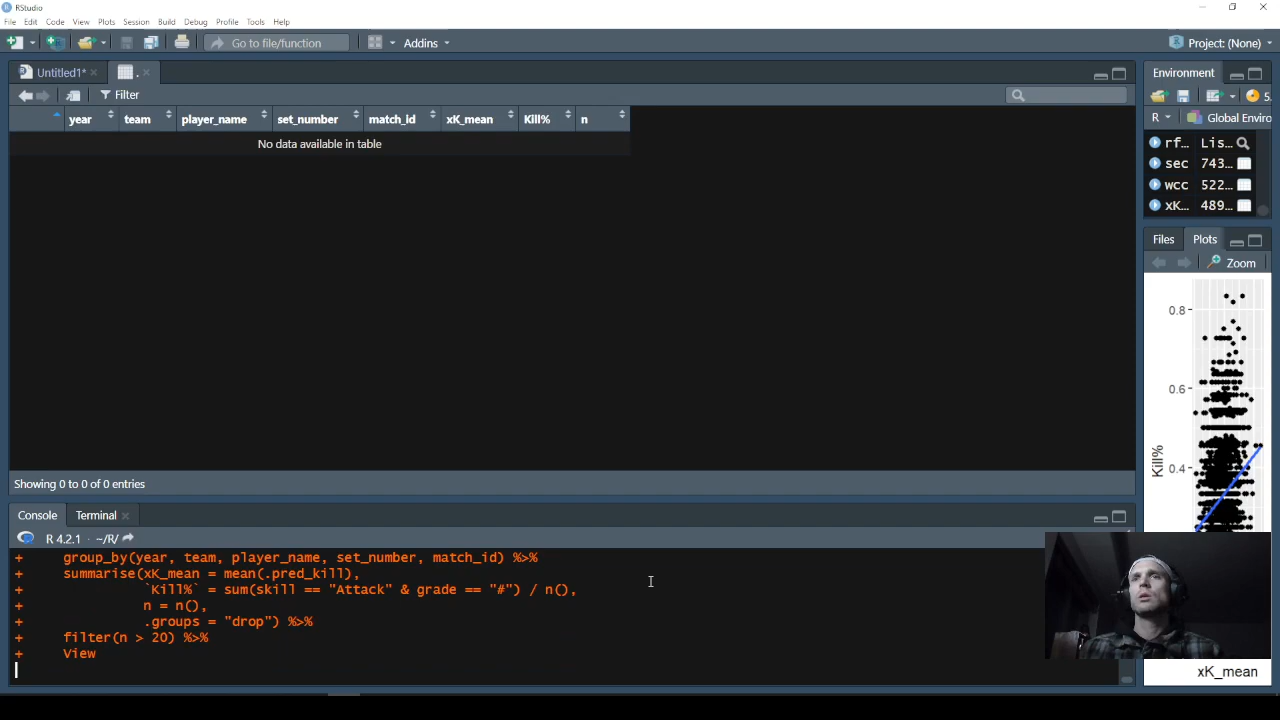 RStudio
File Edit Code View Plots Session Build Debug Profile Tools Help
Go to file/function Addins Project: (None)
Untitled1* .
Filter
year team player_name set_number match_id xK_mean Kill% n
No data available in table
Showing 0 to 0 of 0 entries
Console Terminal
R 4.2.1 · ~/R/
+ group_by(year, team, player_name, set_number, match_id) %>%
+ summarise(xK_mean = mean(.pred_kill),
+ `Kill%` = sum(skill == "Attack" & grade == "#") / n(),
+ n = n(),
+ .groups = "drop") %>%
+ filter(n > 20) %>%
+ View
Environment
5.
R Global Enviro
rf… Lis…
sec 743…
wcc 522…
xK… 489…
Files Plots
Zoom
0.8
0.6
0.4
Kill%
xK_mean